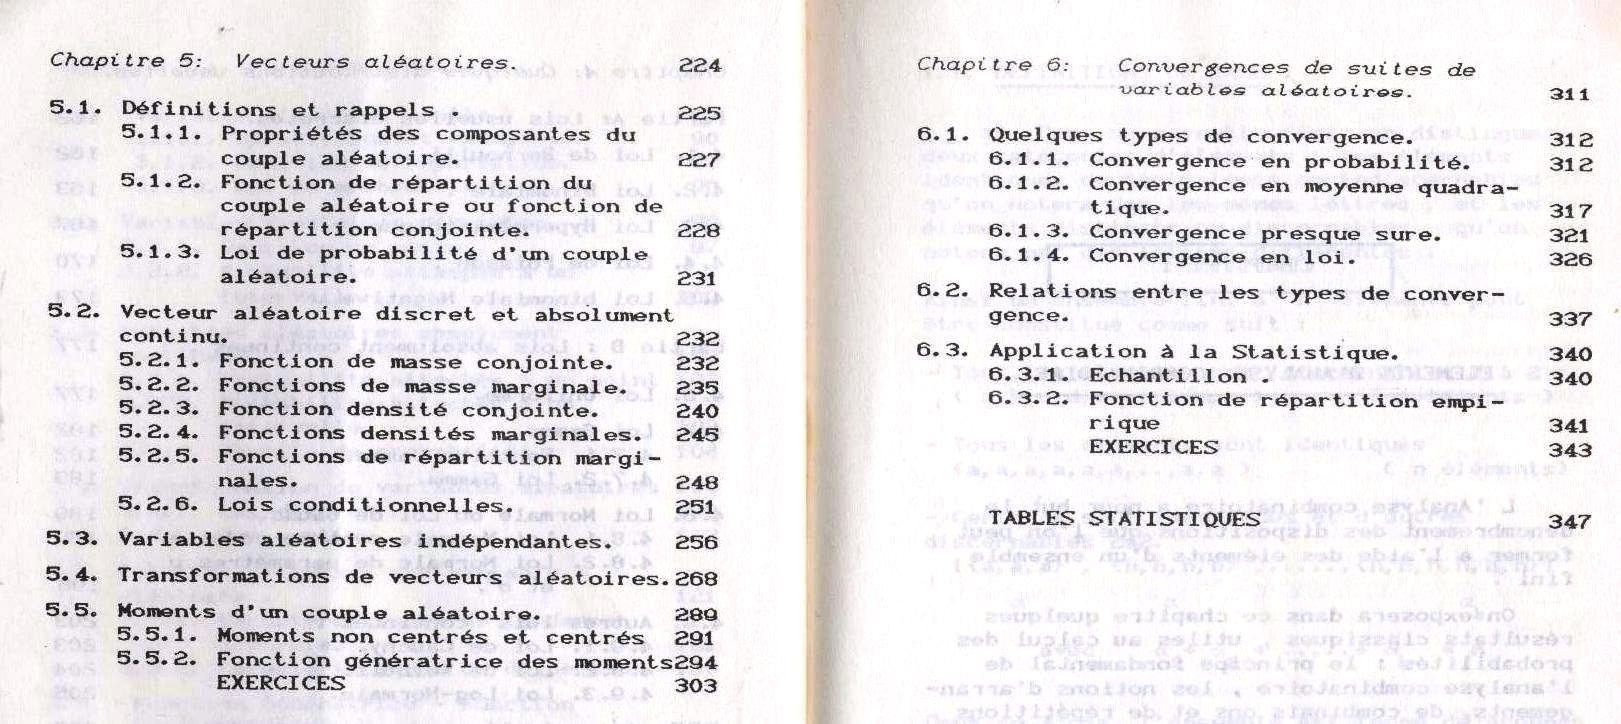 Chapitre 5: Vecteurs aléatoires. 224
5.1. Définitions et rappels . 225
5.1.1. Propriétés des composantes du
couple aléatoire. 227
5.1.2. Fonction de répartition du
couple aléatoire ou fonction de
répartition conjointe. 228
5.1.3. Loi de probabilité d'un couple
aléatoire. 231
5.2. Vecteur aléatoire discret et absolument
continu. 232
5.2.1. Fonction de masse conjointe. 232
5.2.2. Fonctions de masse marginale. 235
5.2.3. Fonction densité conjointe. 240
5.2.4. Fonctions densités marginales. 245
5.2.5. Fonctions de répartition margi-
nales. 248
5.2.6. Lois conditionnelles. 251
5.3. Variables aléatoires indépendantes. 256
5.4. Transformations de vecteurs aléatoires. 268
5.5. Moments d'un couple aléatoire. 289
5.5.1. Moments non centrés et centrés 291
5.5.2. Fonction génératrice des moments 294
EXERCICES 303
Chapitre 6: Convergences de suites de
variables aléatoires. 311
6.1. Quelques types de convergence. 312
6.1.1. Convergence en probabilité. 312
6.1.2. Convergence en moyenne quadra-
tique. 317
6.1.3. Convergence presque sure. 321
6.1.4. Convergence en loi. 326
6.2. Relations entre les types de conver-
gence. 337
6.3. Application à la Statistique. 340
6.3.1. Echantillon . 340
6.3.2. Fonction de répartition empi-
rique 341
EXERCICES 343
TABLES STATISTIQUES 347